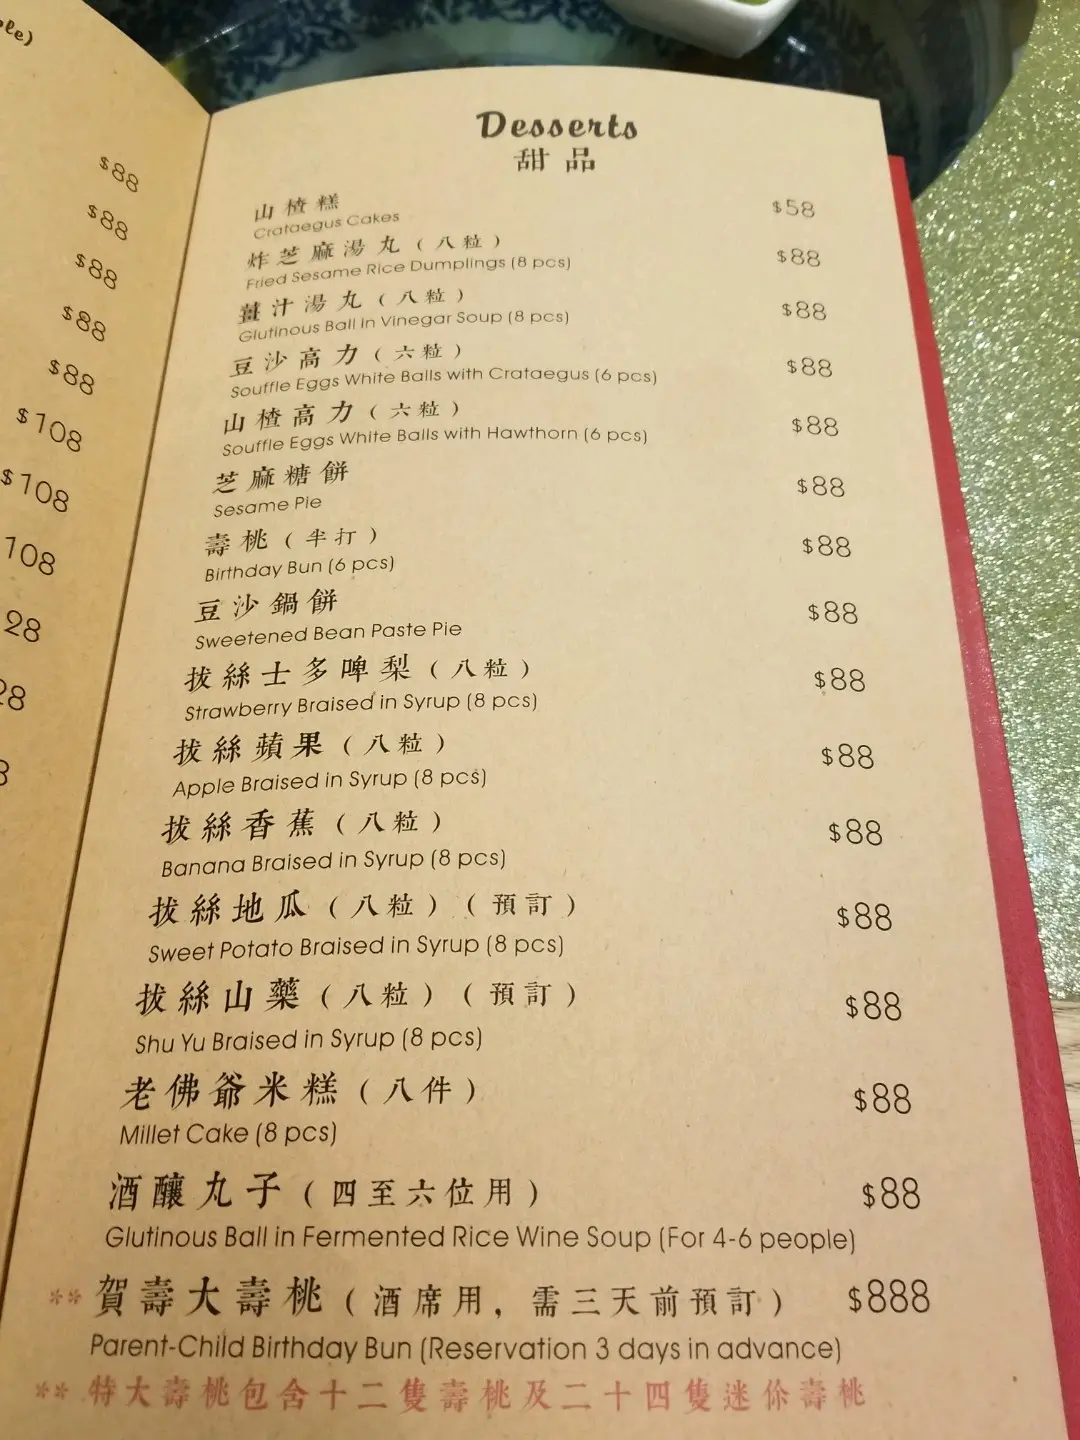 ple)
$88
$88
$88
$88
$88
$108
$108
108
28
28
8
Desserts
甜品
山楂糕 $58
Crataegus Cakes
炸芝麻湯丸（八粒） $88
Fried Sesame Rice Dumplings (8 pcs)
薑汁湯丸（八粒） $88
Glutinous Ball in Vinegar Soup (8 pcs)
豆沙高力（六粒） $88
Souffle Eggs White Balls with Crataegus (6 pcs)
山楂高力（六粒） $88
Souffle Eggs White Balls with Hawthorn (6 pcs)
芝麻糖餅 $88
Sesame Pie
壽桃（半打） $88
Birthday Bun (6 pcs)
豆沙鍋餅 $88
Sweetened Bean Paste Pie
拔絲士多啤梨（八粒） $88
Strawberry Braised in Syrup (8 pcs)
拔絲蘋果（八粒） $88
Apple Braised in Syrup (8 pcs)
拔絲香蕉（八粒） $88
Banana Braised in Syrup (8 pcs)
拔絲地瓜（八粒）（預訂） $88
Sweet Potato Braised in Syrup (8 pcs)
拔絲山藥（八粒）（預訂） $88
Shu Yu Braised in Syrup (8 pcs)
老佛爺米糕（八件） $88
Millet Cake (8 pcs)
酒釀丸子（四至六位用） $88
Glutinous Ball in Fermented Rice Wine Soup (For 4-6 people)
**賀壽大壽桃（酒席用，需三天前預訂） $888
Parent-Child Birthday Bun (Reservation 3 days in advance)
**特大壽桃包含十二隻壽桃及二十四隻迷你壽桃